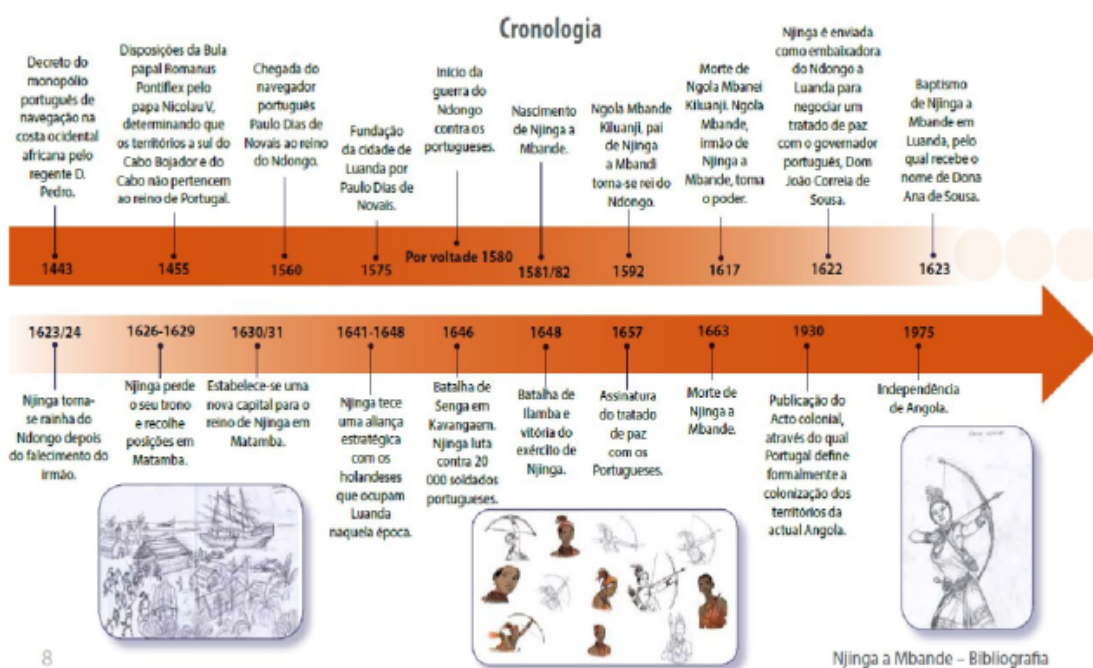 Cronologia
Decreto do
monopólio
português de
navegação na
costa ocidental
africana pelo
regente D.
Pedro.
Disposições da Bula
papal Romanus
Pontiflex pelo
papa Nicolau V,
determinando que
os territórios a sul do
Cabo Bojador e do
Cabo não pertencem
ao reino de Portugal.
Chegada do
navegador
português
Paulo Dias de
Novais ao reino
do Ndongo.
Fundação
da cidade de
Luanda por
Paulo Dias de
Novais.
Início da
guerra do
Ndongo
contra os
portugueses.
Nascimento
de Njinga a
Mbande.
Ngola Mbande
Kiluanji, pai
de Njinga
a Mbandi
torna-se rei do
Ndongo.
Morte de
Ngola Mbanei
Kiluanji. Ngola
Mbande,
irmão de
Njinga a
Mbande, toma
o poder.
Njinga é enviada
como embaixadora
do Ndongo a
Luanda para
negociar um
tratado de paz
com o governador
português, Dom
João Correia de
Sousa.
Baptismo
de Njinga a
Mbande em
Luanda, pelo
qual recebe o
nome de Dona
Ana de Sousa.
1443
1455
1560
1575
Por volta de 1580
1581/82
1592
1617
1622
1623
1623/24
1626-1629
1630/31
1641-1648
1646
1648
1657
1663
1930
1975
Njinga torna-
se rainha do
Ndongo depois
do falecimento do
irmão.
Njinga perde
o seu trono
e recolhe
posições em
Matamba.
Estabelece-se uma
nova capital para o
reino de Njinga em
Matamba.
Njinga tece
uma aliança
estratégica
com os
holandeses
que ocupam
Luanda
naquela época.
Batalha de
Senga em
Kavangaem.
Njinga luta
contra 20
000 soldados
portugueses.
Batalha de
Ilamba e
vitória do
exército de
Njinga.
Assinatura
do tratado
de paz
com os
Portugueses.
Morte de
Njinga a
Mbande.
Publicação do
Acto colonial,
através do qual
Portugal define
formalmente a
colonização dos
territórios da
actual Angola.
Independência
de Angola.
8
Njinga a Mbande – Bibliografia